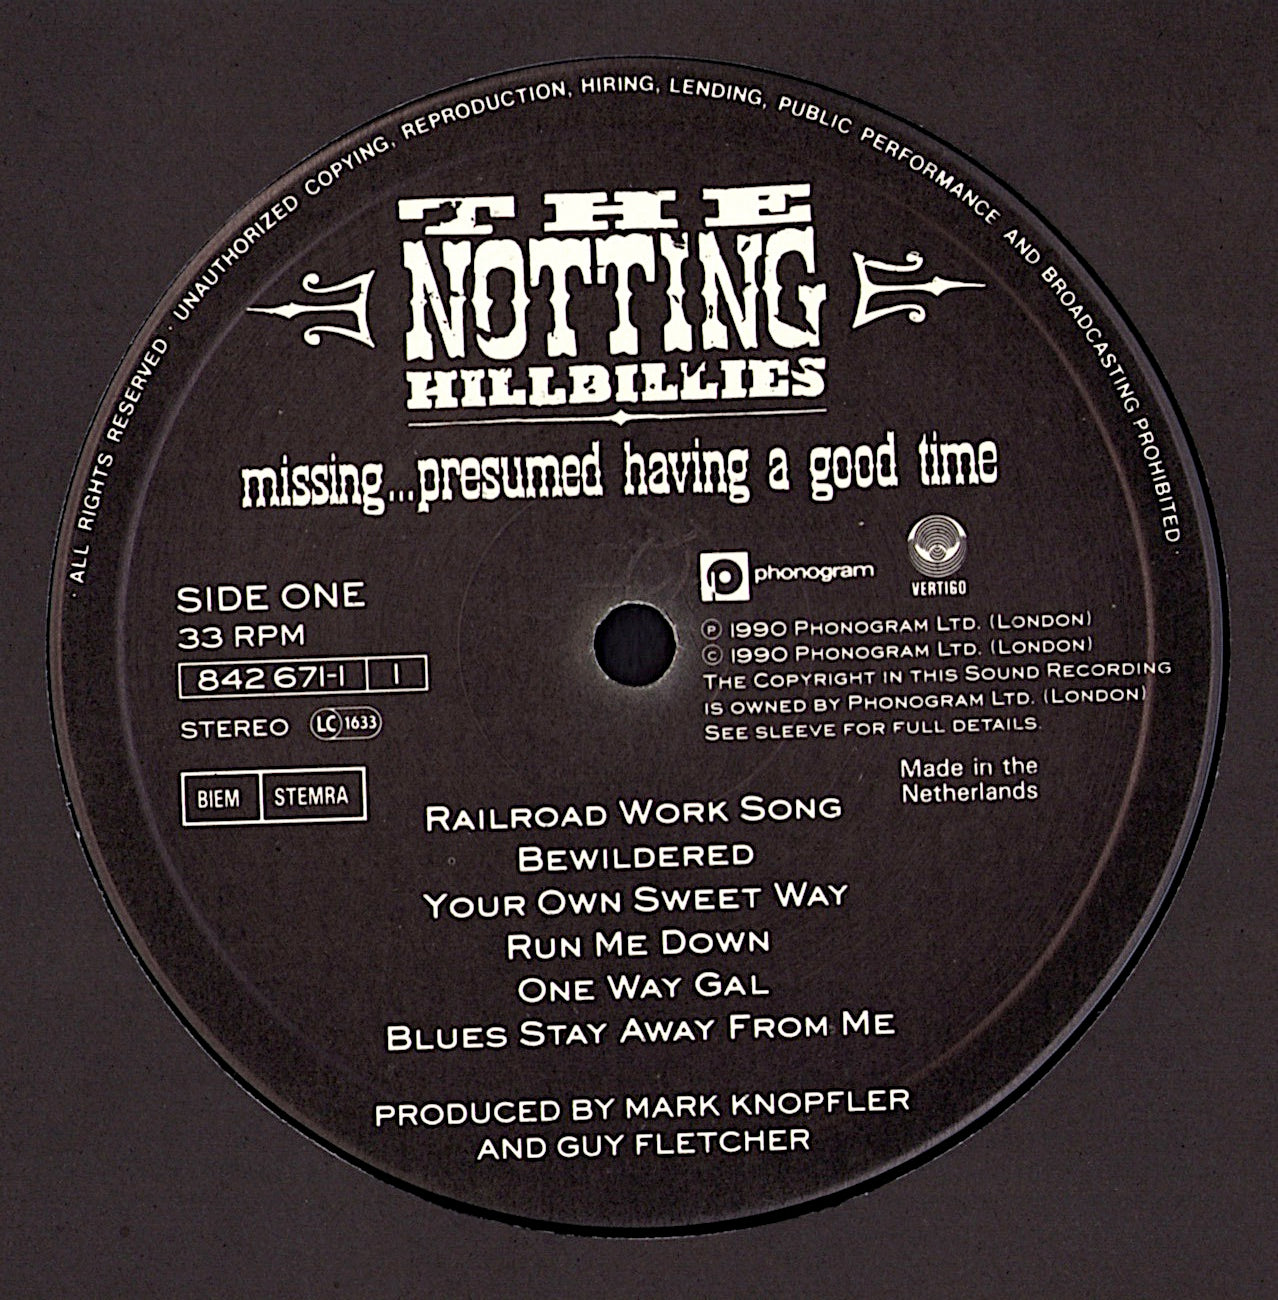 · ALL RIGHTS RESERVED · UNAUTHORIZED COPYING, REPRODUCTION, HIRING, LENDING, PUBLIC PERFORMANCE AND BROADCASTING PROHIBITED ·
THE
NOTTING
HILLBILLIES
missing...presumed having a good time
phonogram
VERTIGO
SIDE ONE
33 RPM
842 671-1 1
STEREO LC 1633
BIEM STEMRA
Ⓟ 1990 PHONOGRAM LTD. (LONDON)
© 1990 PHONOGRAM LTD. (LONDON)
THE COPYRIGHT IN THIS SOUND RECORDING
IS OWNED BY PHONOGRAM LTD. (LONDON)
SEE SLEEVE FOR FULL DETAILS.
Made in the
Netherlands
RAILROAD WORK SONG
BEWILDERED
YOUR OWN SWEET WAY
RUN ME DOWN
ONE WAY GAL
BLUES STAY AWAY FROM ME
PRODUCED BY MARK KNOPFLER
AND GUY FLETCHER